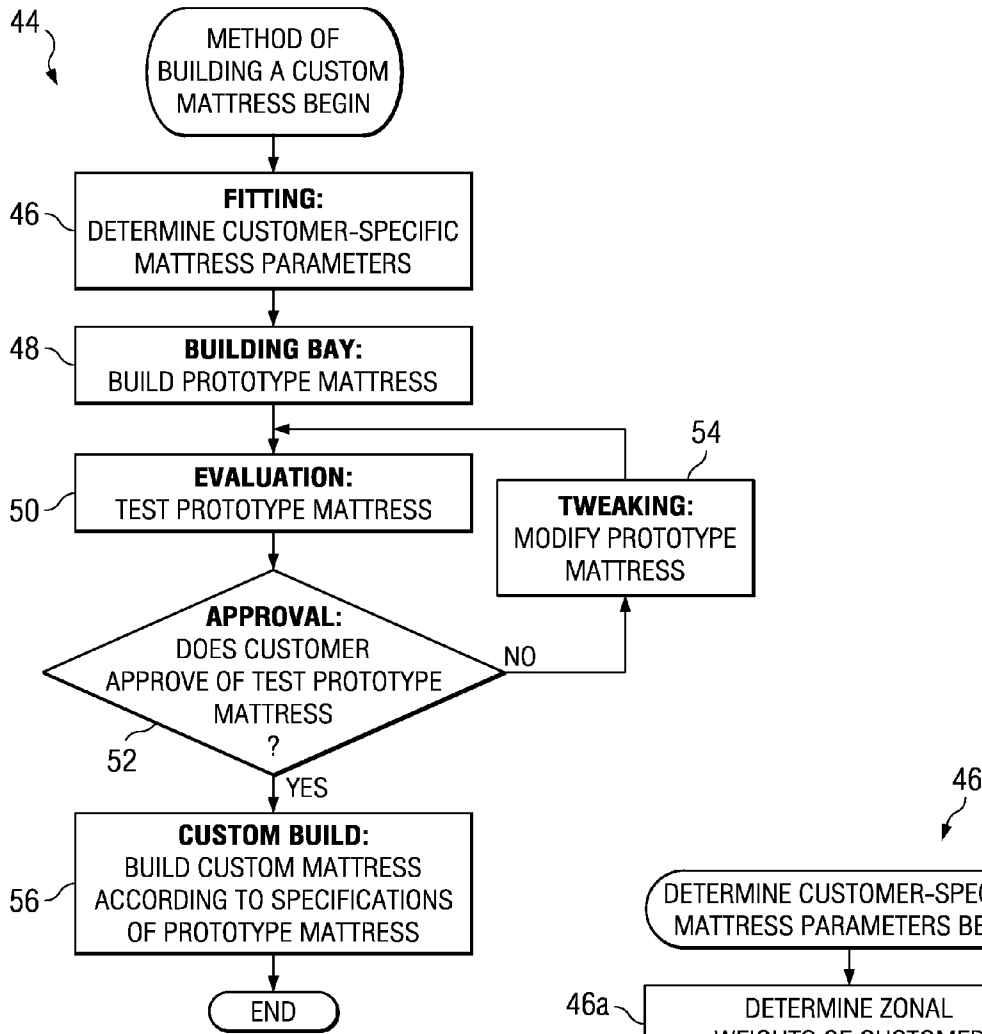 44
METHOD OF
BUILDING A CUSTOM
MATTRESS BEGIN
46
FITTING:
DETERMINE CUSTOMER-SPECIFIC
MATTRESS PARAMETERS
48
BUILDING BAY:
BUILD PROTOTYPE MATTRESS
50
EVALUATION:
TEST PROTOTYPE MATTRESS
54
TWEAKING:
MODIFY PROTOTYPE
MATTRESS
APPROVAL:
DOES CUSTOMER
APPROVE OF TEST PROTOTYPE
MATTRESS
?
NO
52
YES
56
CUSTOM BUILD:
BUILD CUSTOM MATTRESS
ACCORDING TO SPECIFICATIONS
OF PROTOTYPE MATTRESS
END
46
DETERMINE CUSTOMER-SPE
MATTRESS PARAMETERS BE
46a
DETERMINE ZONAL
WEIGHTS OF CUSTOMER